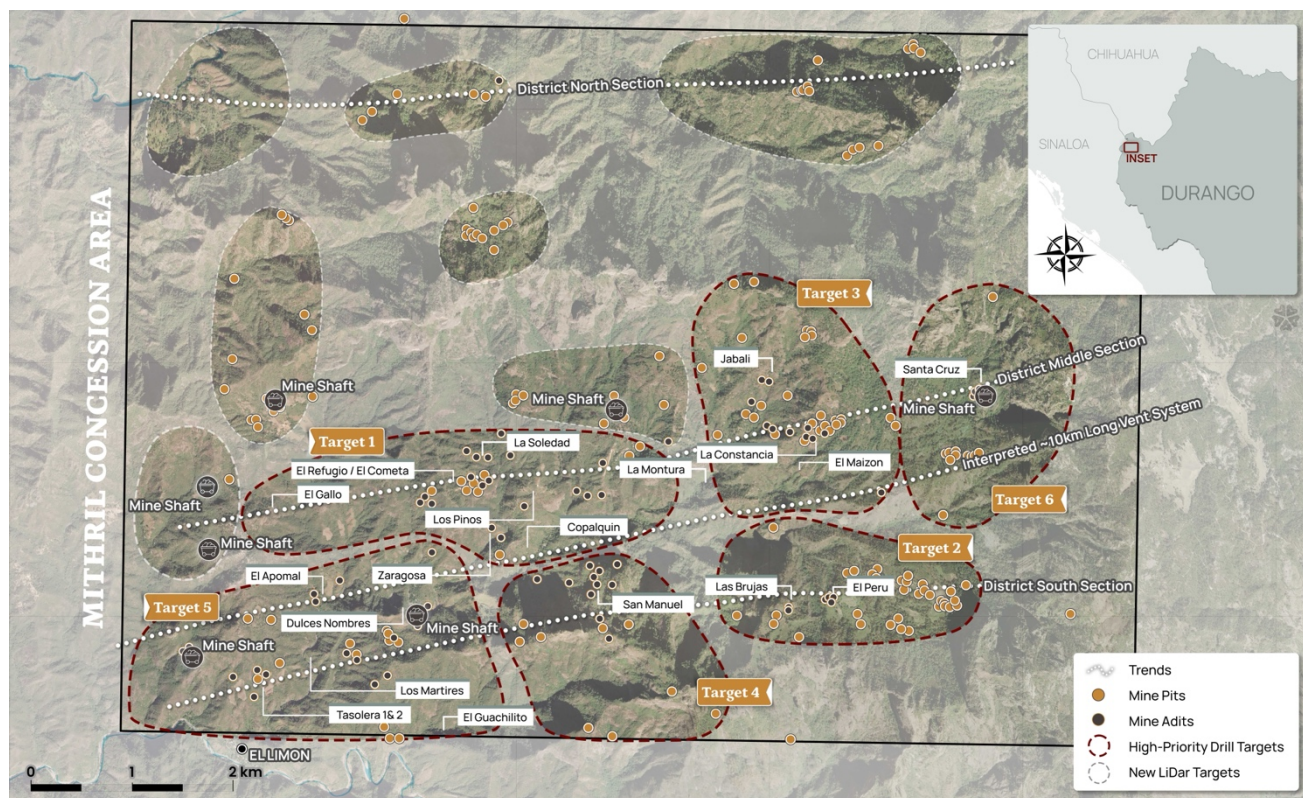 MITHRIL CONCESSION AREA
District North Section
CHIHUAHUA
SINALOA
INSET
DURANGO
Target 3
Jabali
Santa Cruz
District Middle Section
Mine Shaft
Mine Shaft
Mine Shaft
Target 1
La Soledad
La Constancia
El Maizon
Interpreted ~10km Long Vent System
El Refugio / El Cometa
La Montura
El Gallo
Target 6
Mine Shaft
Los Pinos
Copalquin
Mine Shaft
Target 2
El Apomal
Zaragosa
Las Brujas
El Peru
District South Section
Target 5
San Manuel
Dulces Nombres
Mine Shaft
Mine Shaft
Los Martires
Target 4
Tasolera 1& 2
El Guachilito
EL LIMON
0 1 2 km
Trends
Mine Pits
Mine Adits
High-Priority Drill Targets
New LiDar Targets